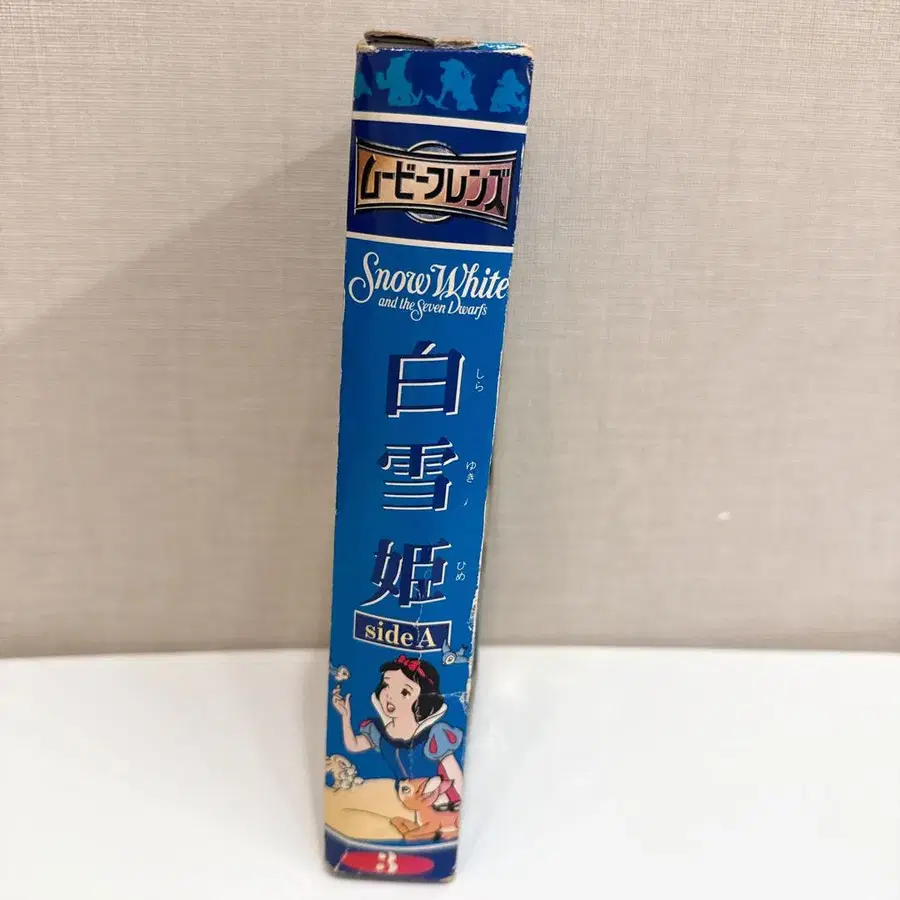 ムービーフレンズ
Snow White
and the Seven Dwarfs
白雪姫
しら
ゆき
ひめ
side A
3